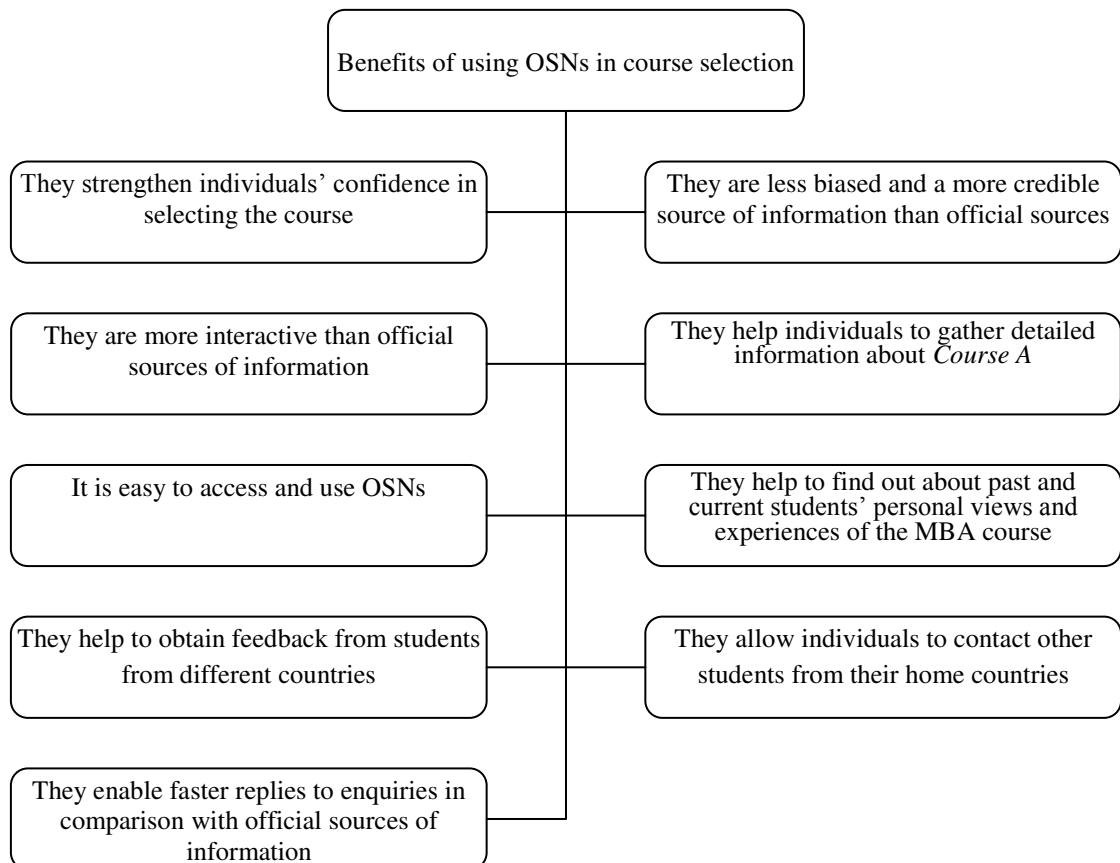 Benefits of using OSNs in course selection
They strengthen individuals’ confidence in
selecting the course
They are less biased and a more credible
source of information than official sources
They are more interactive than official
sources of information
They help individuals to gather detailed
information about Course A
It is easy to access and use OSNs
They help to find out about past and
current students’ personal views and
experiences of the MBA course
They help to obtain feedback from students
from different countries
They allow individuals to contact other
students from their home countries
They enable faster replies to enquiries in
comparison with official sources of
information